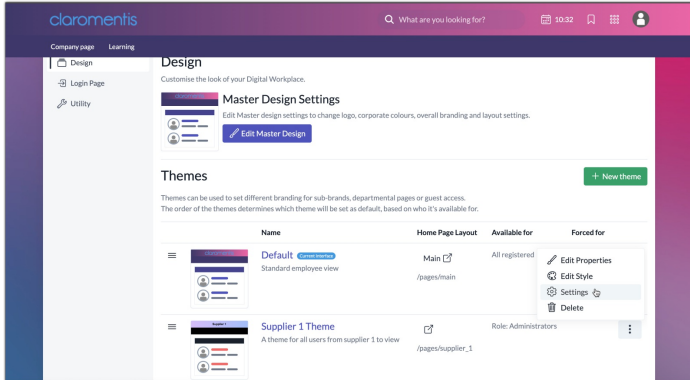 claromentis
What are you looking for?
10:32
Company page Learning
Design
Login Page
Utility
Design
Customise the look of your Digital Workplace.
Master Design Settings
Edit Master design settings to change logo, corporate colours, overall branding and layout settings.
Edit Master Design
Themes
+ New theme
Themes can be used to set different branding for sub-brands, departmental pages or guest access.
The order of the themes determines which theme will be set as default, based on who it's available for.
Name Home Page Layout Available for Forced for
Default Current Interface Main All registered
Standard employee view
/pages/main
Edit Properties
Edit Style
Settings
Delete
Supplier 1 Theme Role: Administrators
A theme for all users from supplier 1 to view
/pages/supplier_1
Supplier 1